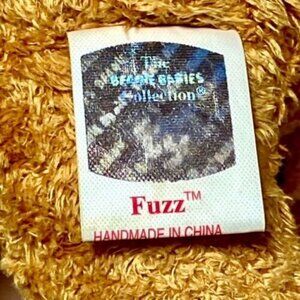 The
BEANIE BABIES
Collection®
Fuzz™
HANDMADE IN CHINA